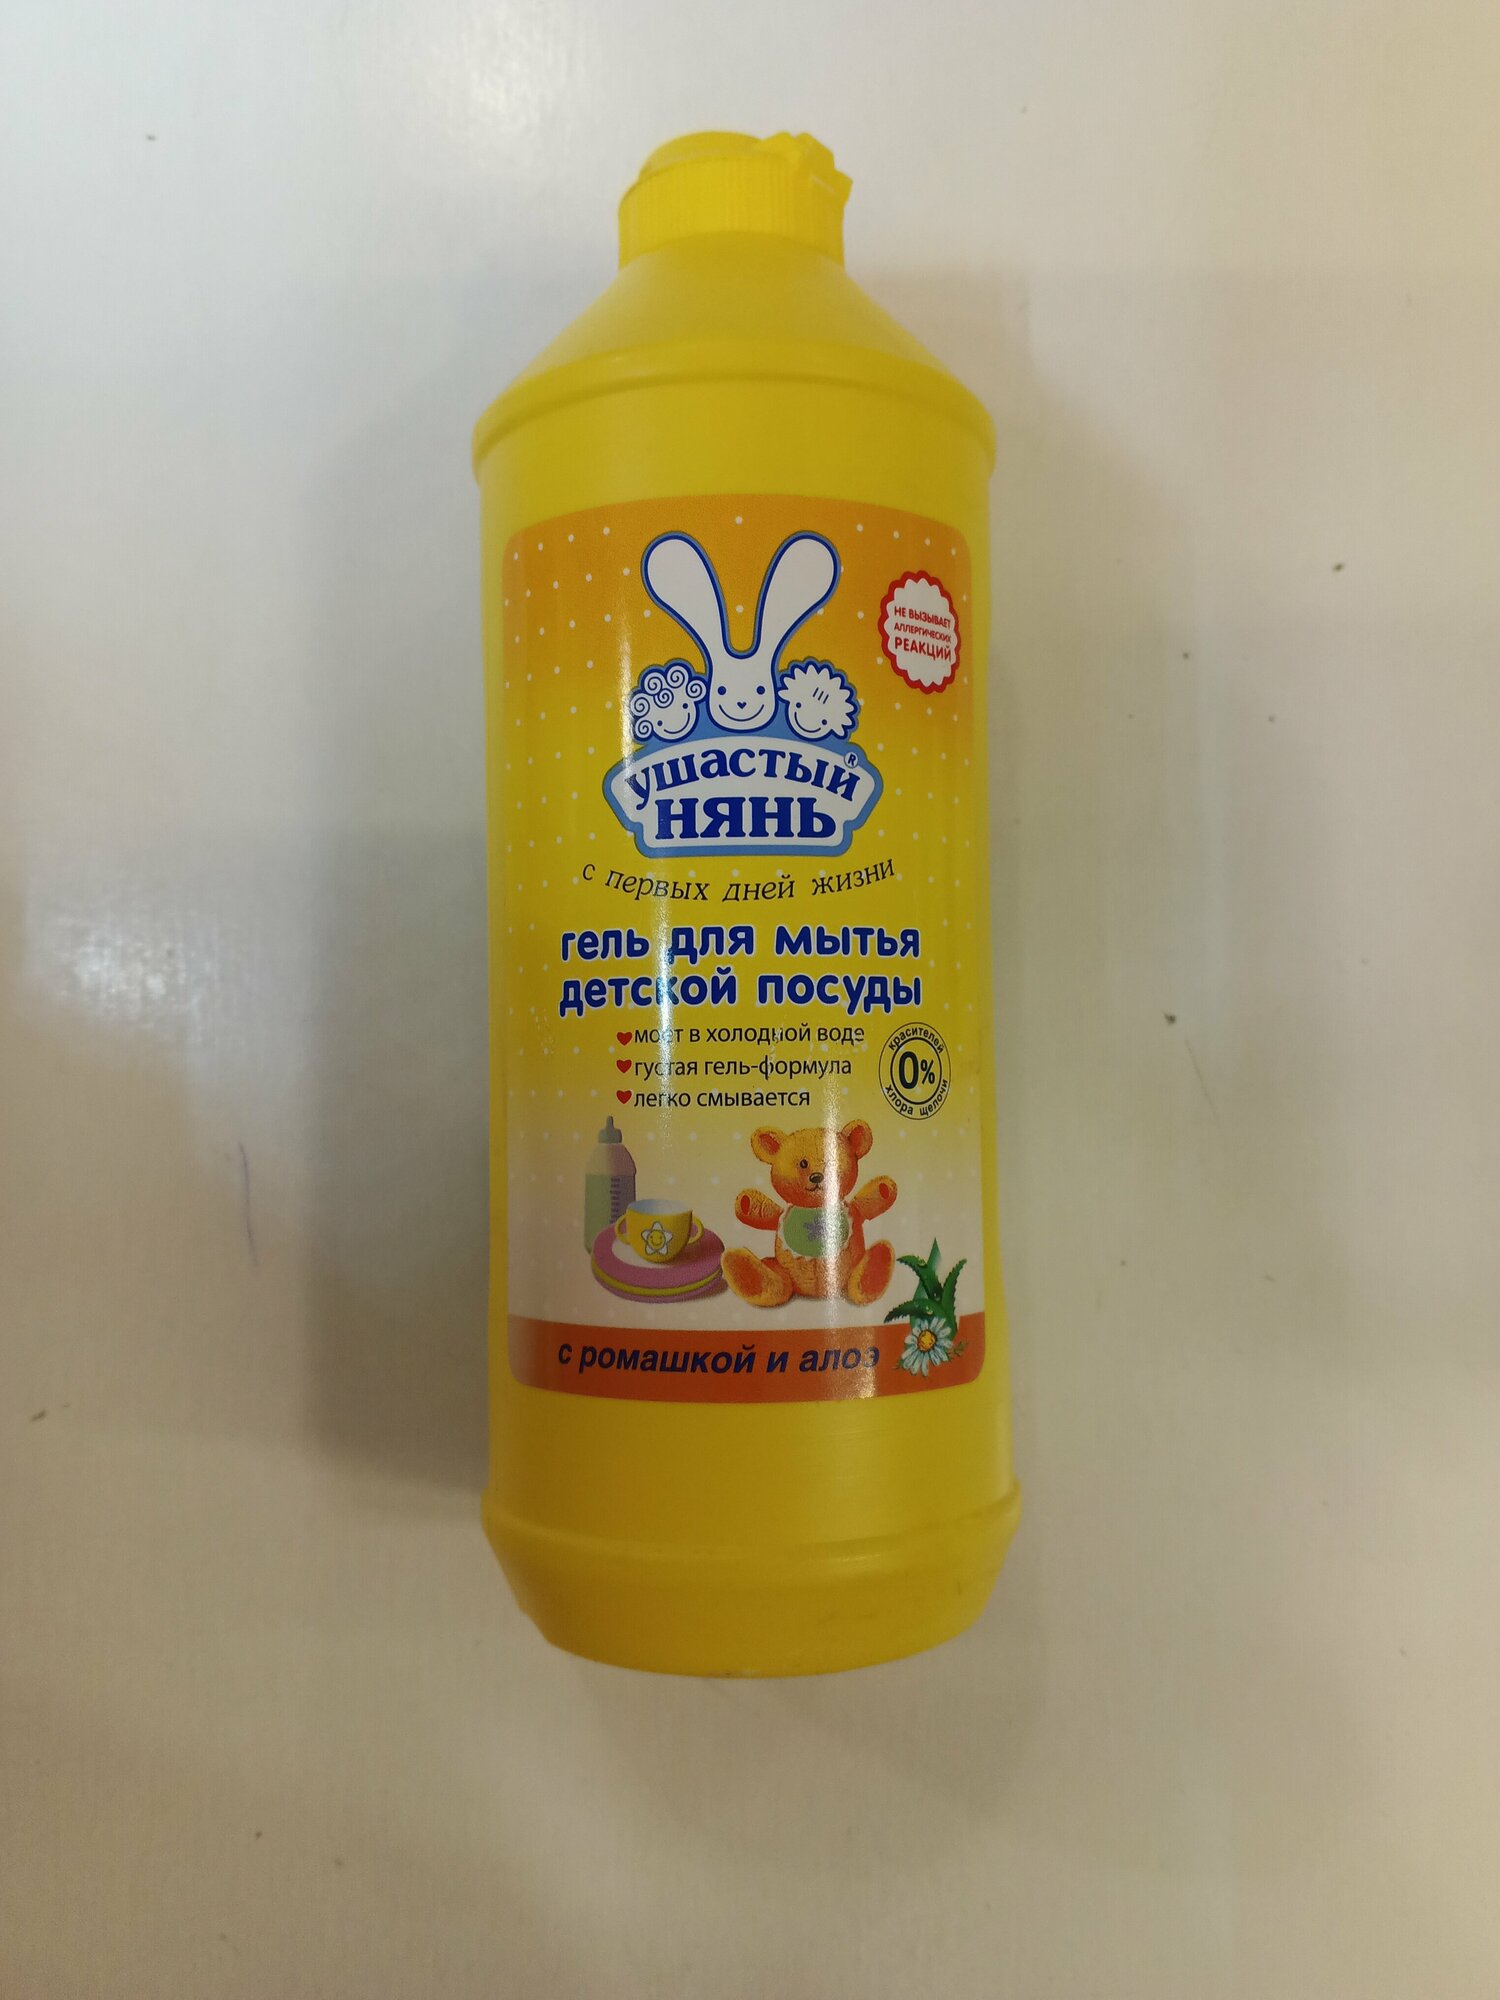 НЕ ВЫЗЫВАЕТ
АЛЛЕРГИЧЕСКИХ
РЕАКЦИЙ
ушастый®
нянь
с первых дней жизни
гель для мытья
детской посуды
моет в холодной воде
густая гель-формула
легко смывается
красителей
0%
хлора щелочи
с ромашкой и алоэ